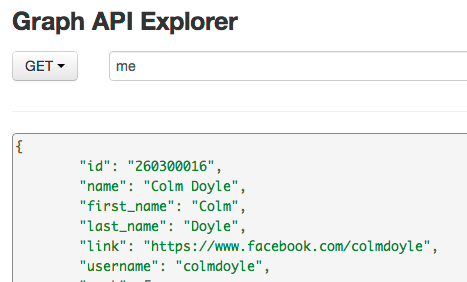 Graph API Explorer
GET me
{
"id": "260300016",
"name": "Colm Doyle",
"first_name": "Colm",
"last_name": "Doyle",
"link": "https://www.facebook.com/colmdoyle",
"username": "colmdoyle",